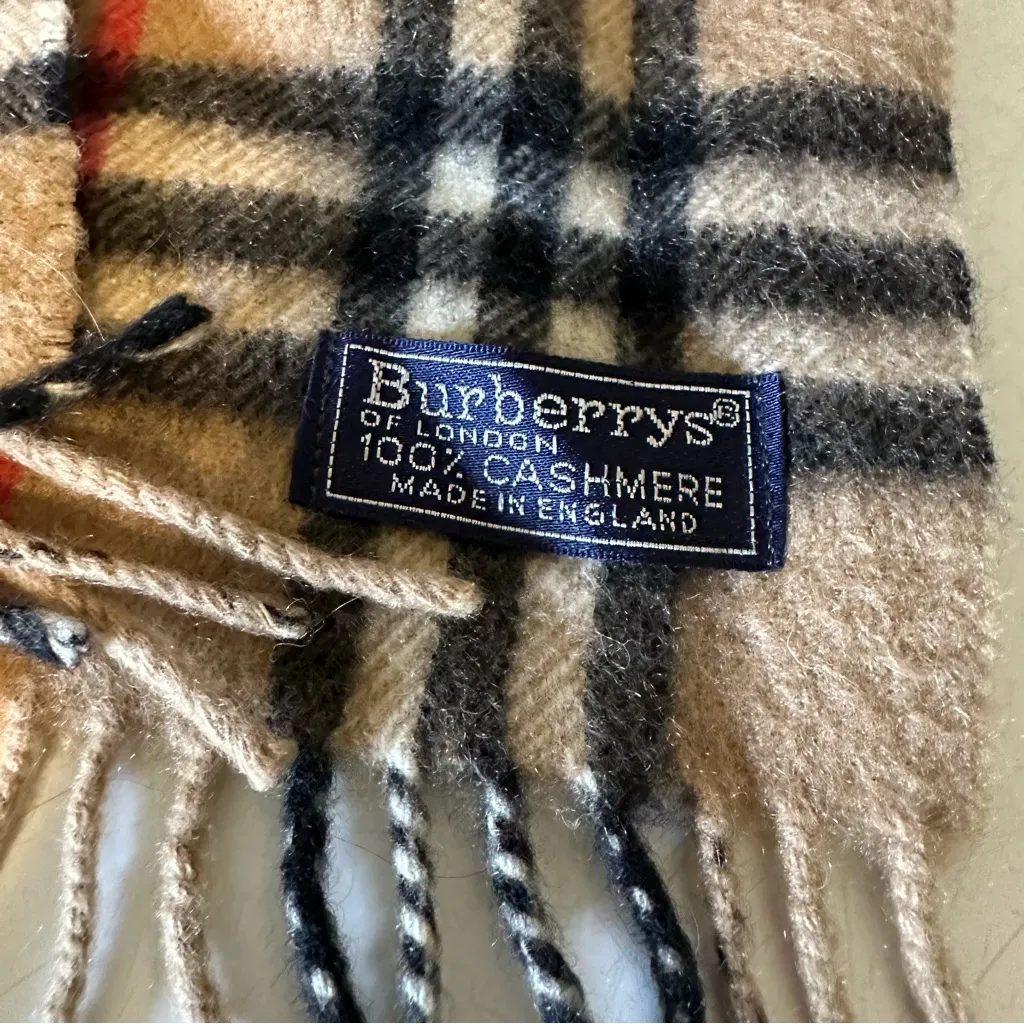 Burberrys®
OF LONDON
100% CASHMERE
MADE IN ENGLAND